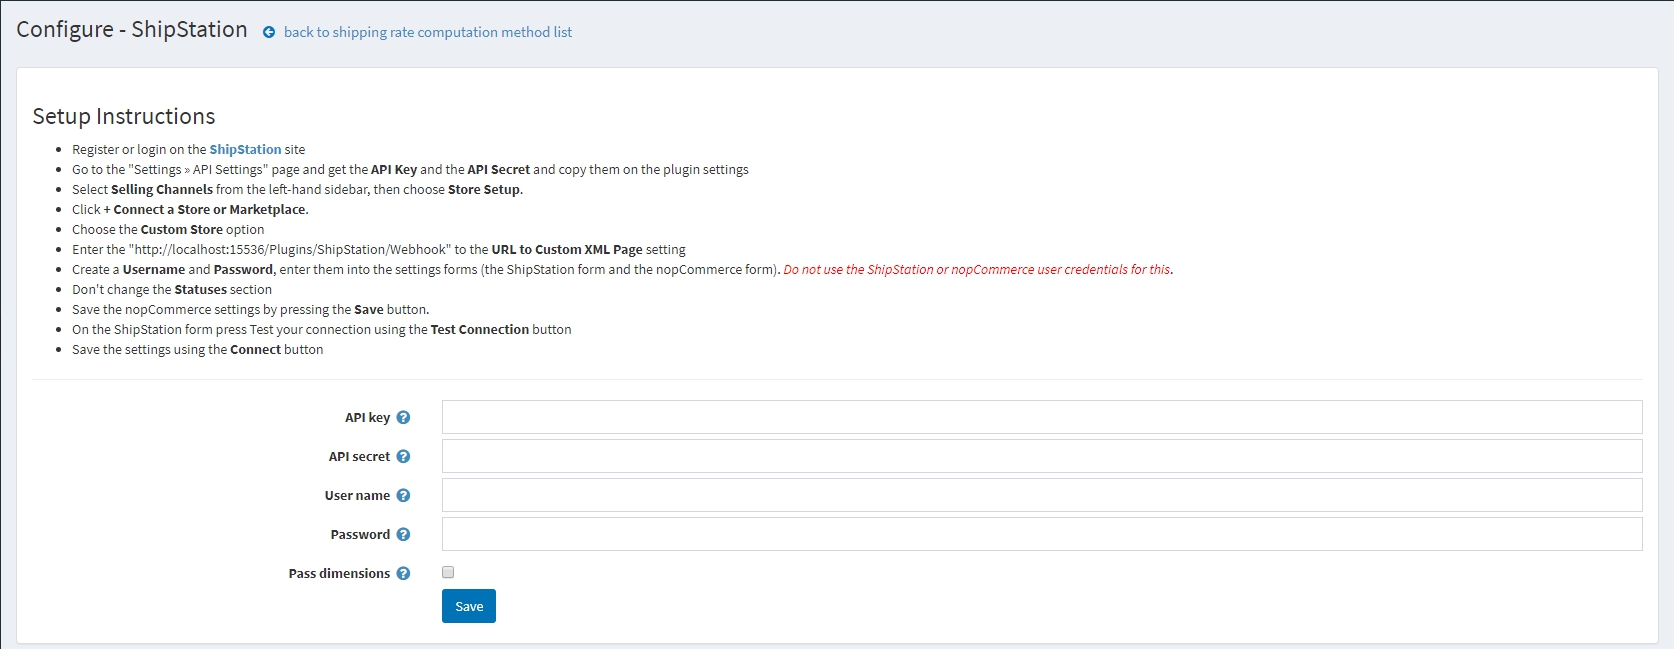 Configure - ShipStation back to shipping rate computation method list
Setup Instructions
Register or login on the ShipStation site
Go to the "Settings » API Settings" page and get the API Key and the API Secret and copy them on the plugin settings
Select Selling Channels from the left-hand sidebar, then choose Store Setup.
Click + Connect a Store or Marketplace.
Choose the Custom Store option
Enter the "http://localhost:15536/Plugins/ShipStation/Webhook" to the URL to Custom XML Page setting
Create a Username and Password, enter them into the settings forms (the ShipStation form and the nopCommerce form). Do not use the ShipStation or nopCommerce user credentials for this.
Don't change the Statuses section
Save the nopCommerce settings by pressing the Save button.
On the ShipStation form press Test your connection using the Test Connection button
Save the settings using the Connect button
API key ?
API secret ?
User name ?
Password ?
Pass dimensions ?
Save